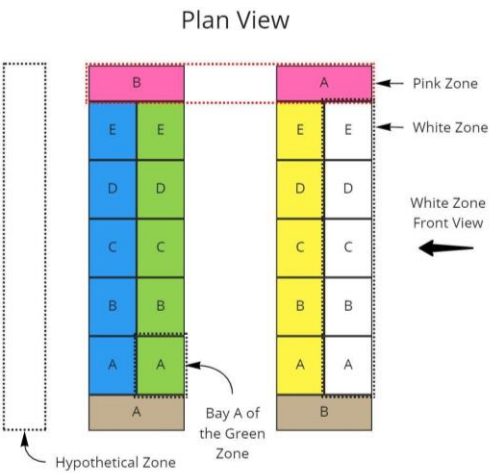 Plan View
B
A
Pink Zone
E E E E
White Zone
D D D D
White Zone
Front View
C C C C
B B B B
A A A A
A
Bay A of
the Green
Zone
B
Hypothetical Zone